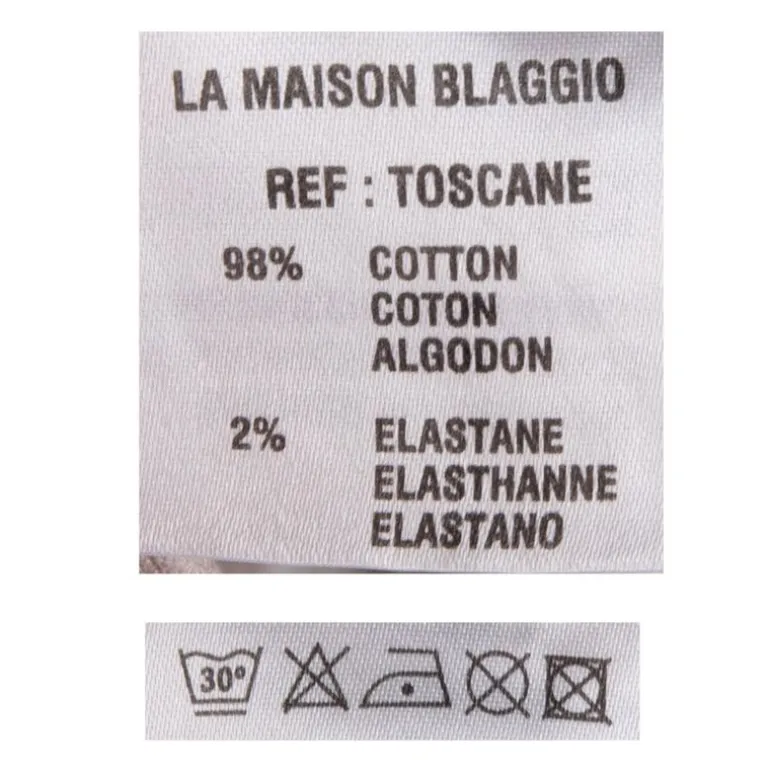 LA MAISON BLAGGIO
REF : TOSCANE
98% COTTON
COTON
ALGODON
2% ELASTANE
ELASTHANNE
ELASTANO
30°